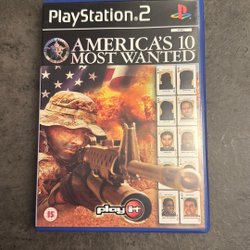 PlayStation 2
AMERICA'S 10
MOST WANTED
15
play it